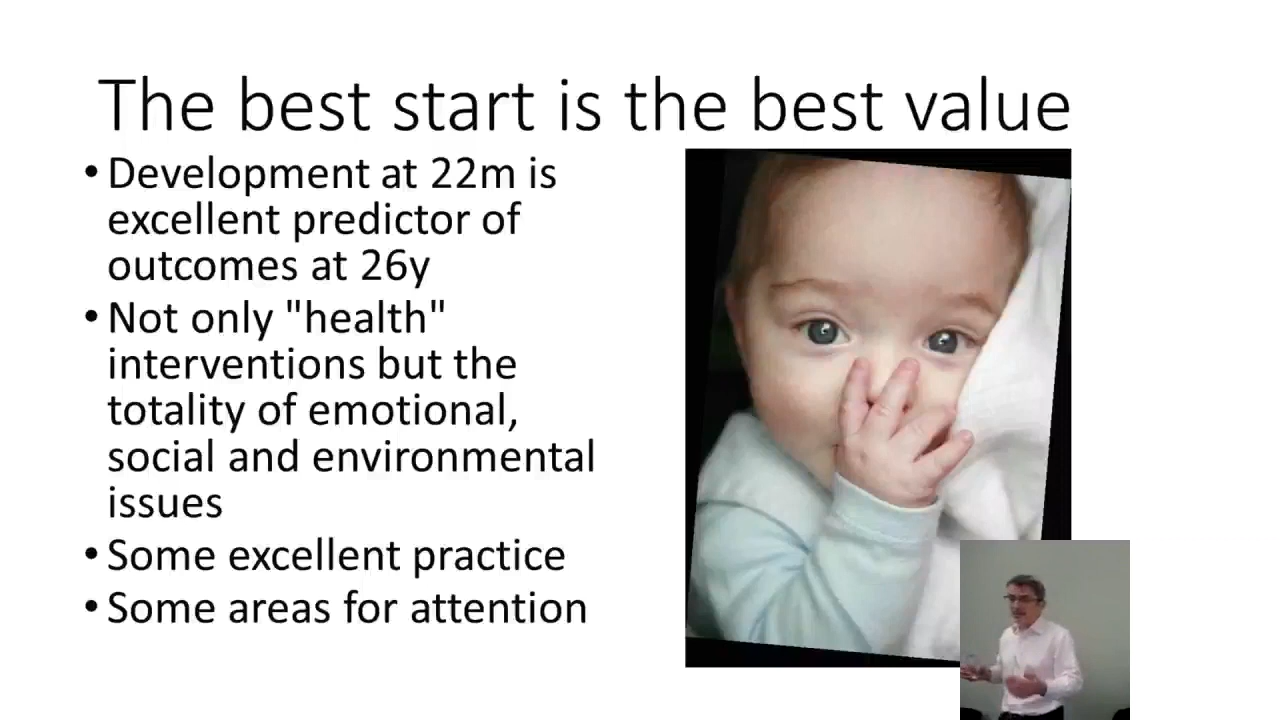 The best start is the best value
• Development at 22m is
excellent predictor of
outcomes at 26y
• Not only "health"
interventions but the
totality of emotional,
social and environmental
issues
• Some excellent practice
• Some areas for attention